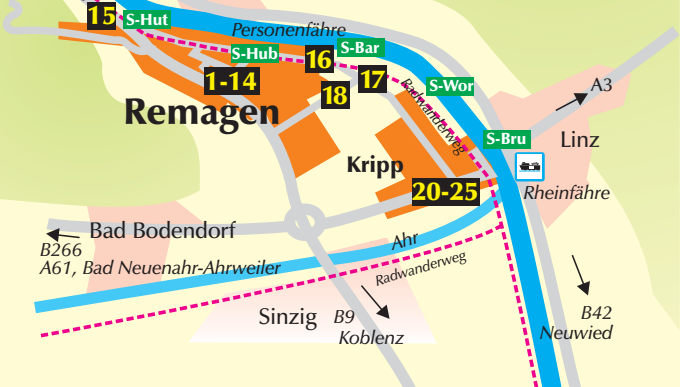 15
S-Hut
Personenfähre
S-Hub
16
S-Bar
1-14
17
18
S-Wor
A3
Remagen
Radwanderweg
S-Bru
Linz
Kripp
20-25
Rheinfähre
Bad Bodendorf
Ahr
B266
A61, Bad Neuenahr-Ahrweiler
Radwanderweg
Sinzig
B9
Koblenz
B42
Neuwied